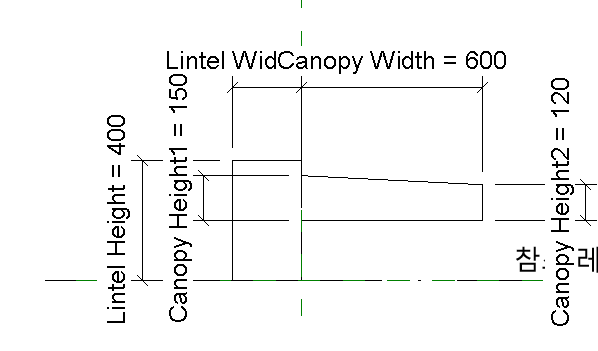 Lintel WidCanopy Width = 600
Lintel Height = 400
Canopy Height1 = 150
Canopy Height2 = 120
참 레